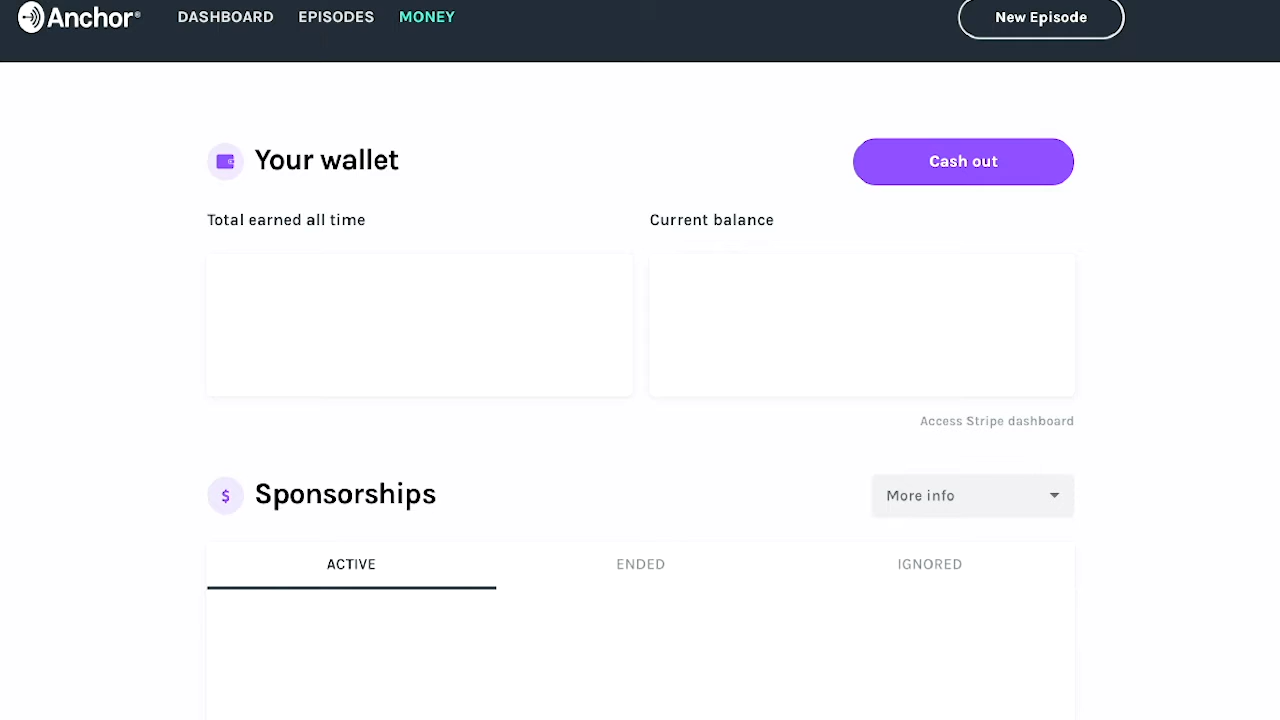 Anchor® DASHBOARD EPISODES MONEY New Episode
Your wallet Cash out
Total earned all time Current balance
Access Stripe dashboard
$ Sponsorships More info
ACTIVE ENDED IGNORED